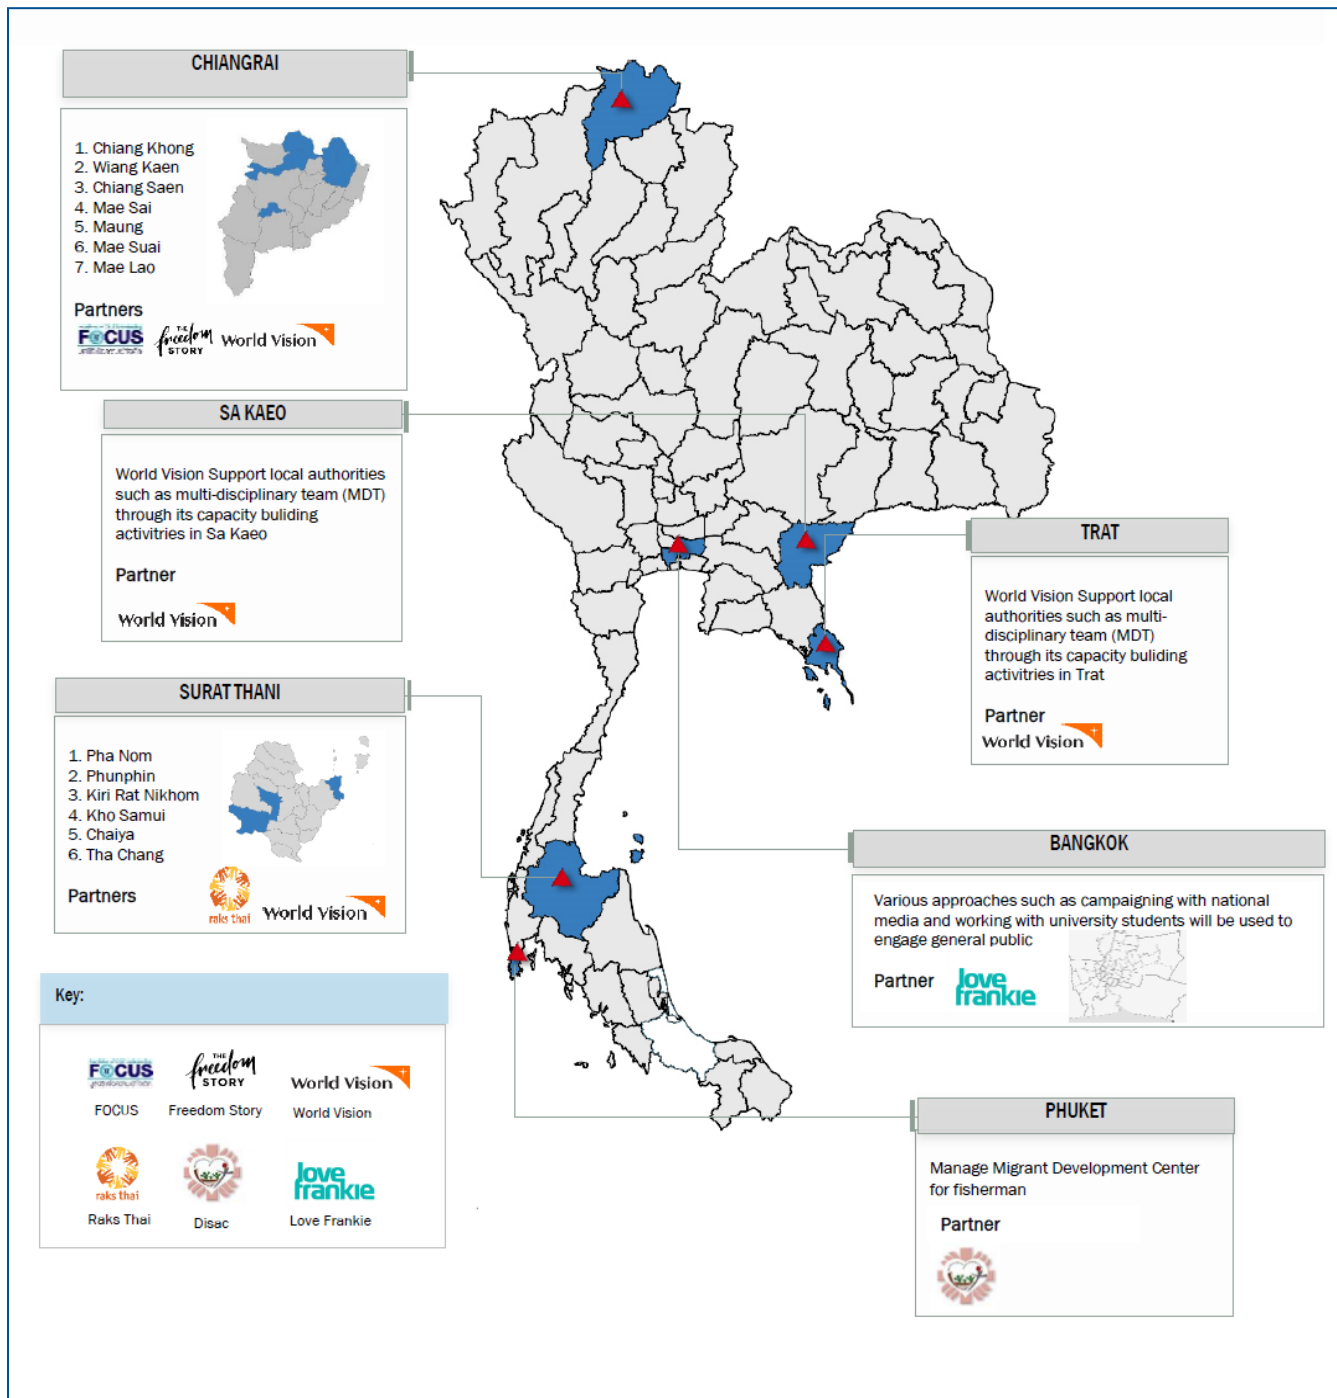 CHIANGRAI
1. Chiang Khong
2. Wiang Kaen
3. Chiang Saen
4. Mae Sai
5. Maung
6. Mae Suai
7. Mae Lao
Partners
FOCUS
THE freedom STORY
World Vision
SA KAEO
World Vision Support local authorities
such as multi-disciplinary team (MDT)
through its capacity buliding
activitries in Sa Kaeo
Partner
World Vision
SURAT THANI
1. Pha Nom
2. Phunphin
3. Kiri Rat Nikhom
4. Kho Samui
5. Chaiya
6. Tha Chang
Partners
raks thai
World Vision
TRAT
World Vision Support local
authorities such as multi-
disciplinary team (MDT)
through its capacity buliding
activitries in Trat
Partner
World Vision
BANGKOK
Various approaches such as campaigning with national
media and working with university students will be used to
engage general public
Partner
love
frankie
PHUKET
Manage Migrant Development Center
for fisherman
Partner
Key:
FOCUS
THE freedom STORY
World Vision
FOCUS
Freedom Story
World Vision
raks thai
love
frankie
Raks Thai
Disac
Love Frankie